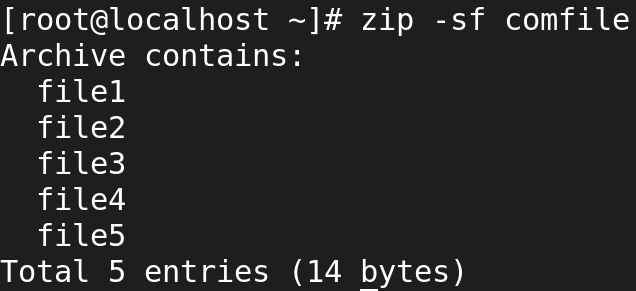 [root@localhost ~]# zip -sf comfile
Archive contains:
  file1
  file2
  file3
  file4
  file5
Total 5 entries (14 bytes)